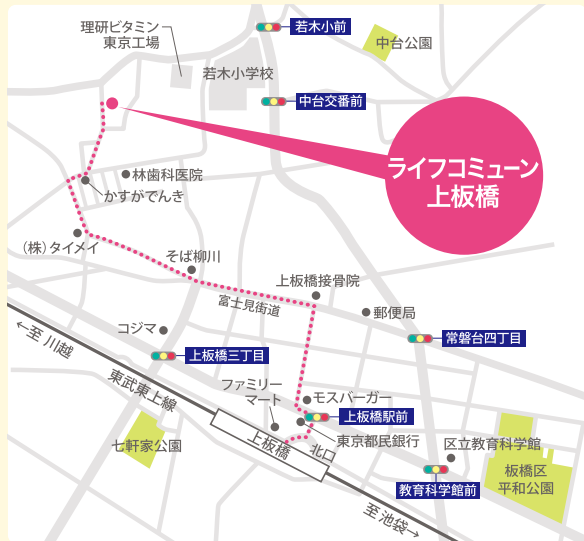 理研ビタミン
東京工場
若木小前
中台公園
若木小学校
中台交番前
ライフコミューン
上板橋
林歯科医院
かすがでんき
(株)タイメイ
そば柳川
上板橋接骨院
富士見街道
郵便局
コジマ
常磐台四丁目
上板橋三丁目
←至 川越
東武東上線
ファミリー
マート
モスバーガー
上板橋駅前
東京都民銀行
七軒家公園
上板橋
北口
区立教育科学館
板橋区
平和公園
教育科学館前
至 池袋→